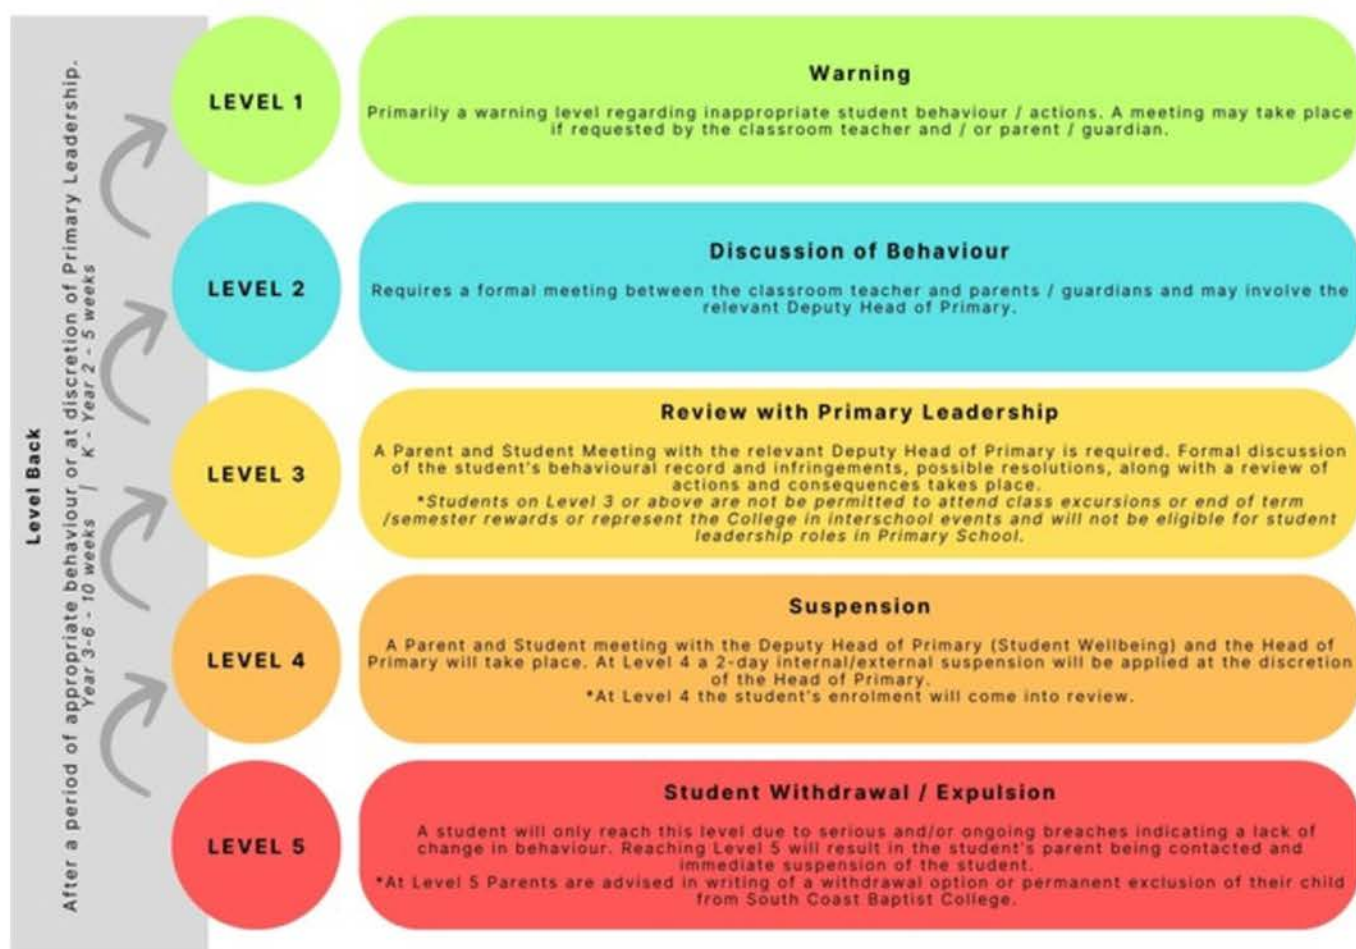 Level Back
After a period of appropriate behaviour or at discretion of Primary Leadership.
Year 3-6 - 10 weeks | K - Year 2 - 5 weeks
LEVEL 1
Warning
Primarily a warning level regarding inappropriate student behaviour / actions. A meeting may take place
if requested by the classroom teacher and / or parent / guardian.
LEVEL 2
Discussion of Behaviour
Requires a formal meeting between the classroom teacher and parents / guardians and may involve the
relevant Deputy Head of Primary.
LEVEL 3
Review with Primary Leadership
A Parent and Student Meeting with the relevant Deputy Head of Primary is required. Formal discussion
of the student's behavioural record and infringements, possible resolutions, along with a review of
actions and consequences takes place.
*Students on Level 3 or above are not be permitted to attend class excursions or end of term
/semester rewards or represent the College in interschool events and will not be eligible for student
leadership roles in Primary School.
LEVEL 4
Suspension
A Parent and Student meeting with the Deputy Head of Primary (Student Wellbeing) and the Head of
Primary will take place. At Level 4 a 2-day internal/external suspension will be applied at the discretion
of the Head of Primary.
*At Level 4 the student's enrolment will come into review.
LEVEL 5
Student Withdrawal / Expulsion
A student will only reach this level due to serious and/or ongoing breaches indicating a lack of
change in behaviour. Reaching Level 5 will result in the student's parent being contacted and
immediate suspension of the student.
*At Level 5 Parents are advised in writing of a withdrawal option or permanent exclusion of their child
from South Coast Baptist College.